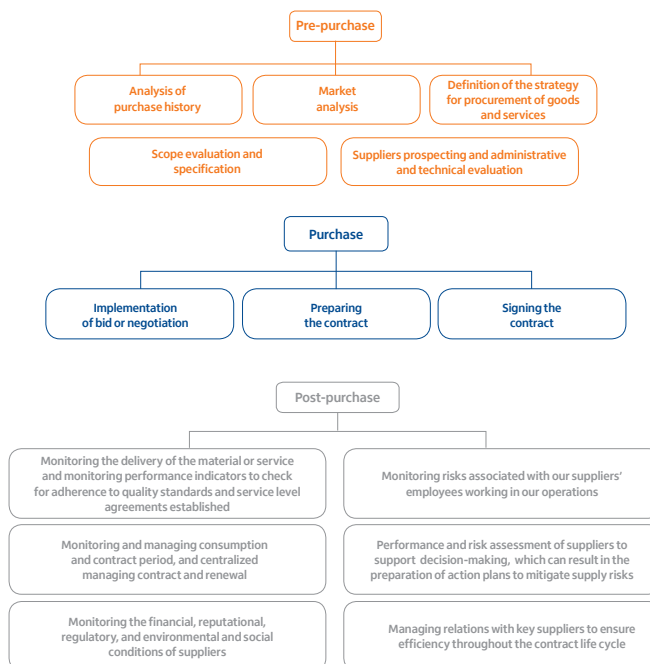 Pre-purchase
Analysis of
purchase history
Market
analysis
Definition of the strategy
for procurement of goods
and services
Scope evaluation and
specification
Suppliers prospecting and administrative
and technical evaluation
Purchase
Implementation
of bid or negotiation
Preparing
the contract
Signing the
contract
Post-purchase
Monitoring the delivery of the material or service
and monitoring performance indicators to check
for adherence to quality standards and service level
agreements established
Monitoring risks associated with our suppliers'
employees working in our operations
Monitoring and managing consumption
and contract period, and centralized
managing contract and renewal
Performance and risk assessment of suppliers to
support decision-making, which can result in the
preparation of action plans to mitigate supply risks
Monitoring the financial, reputational,
regulatory, and environmental and social
conditions of suppliers
Managing relations with key suppliers to ensure
efficiency throughout the contract life cycle